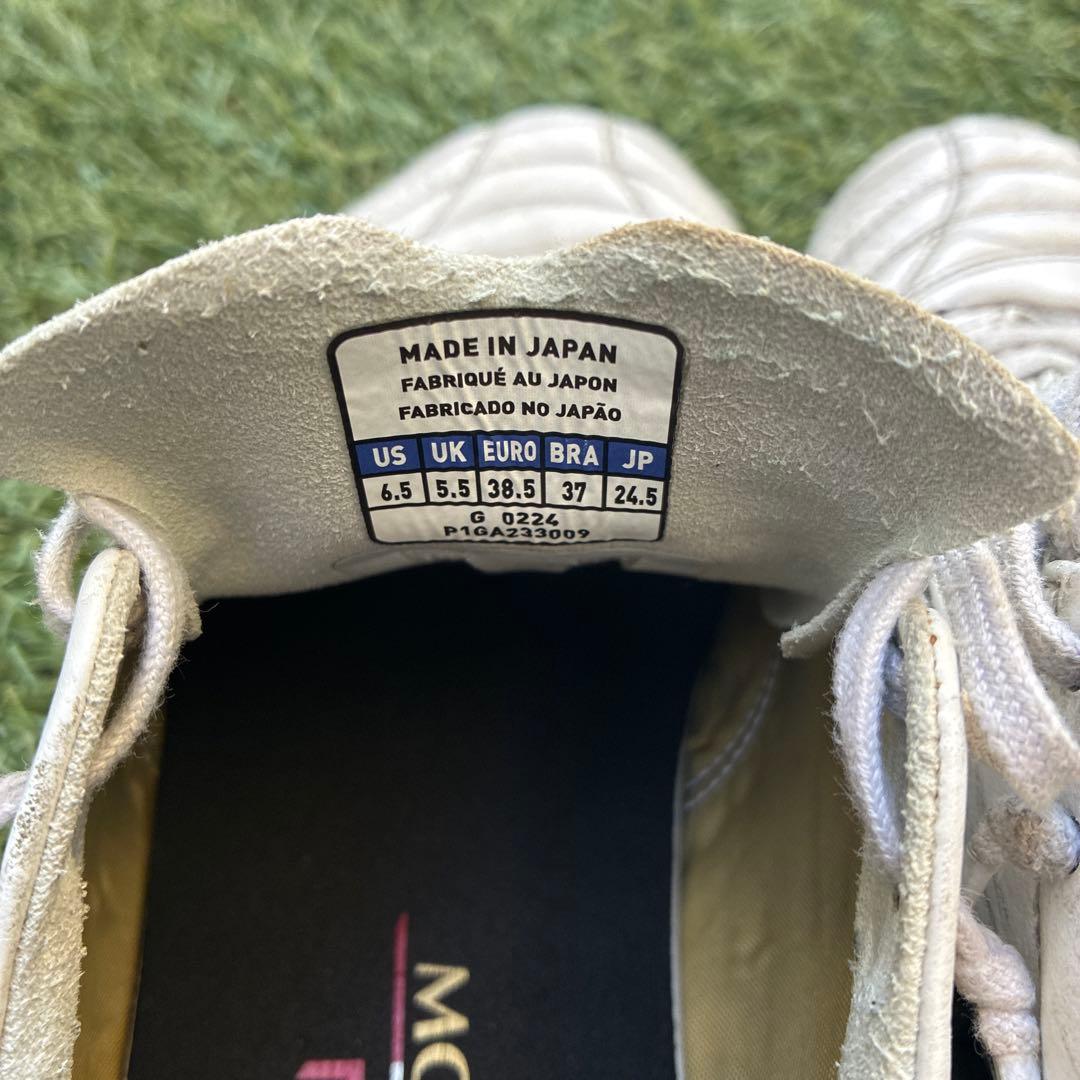 MADE IN JAPAN
FABRIQUÉ AU JAPON
FABRICADO NO JAPÃO
US UK EURO BRA JP
6.5 5.5 38.5 37 24.5
G 0224
P1GA233009